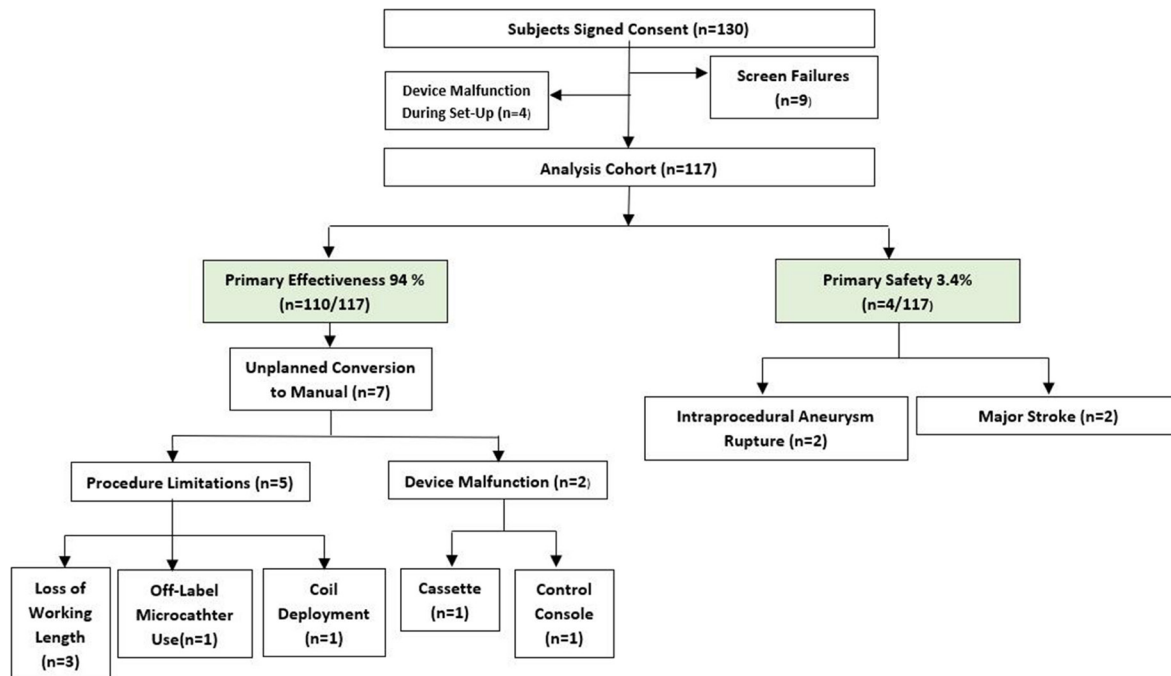 Subjects Signed Consent (n=130)
Device Malfunction
During Set-Up (n=4)
Screen Failures
(n=9)
Analysis Cohort (n=117)
Primary Effectiveness 94 %
(n=110/117)
Primary Safety 3.4%
(n=4/117)
Unplanned Conversion
to Manual (n=7)
Intraprocedural Aneurysm
Rupture (n=2)
Major Stroke (n=2)
Procedure Limitations (n=5)
Device Malfunction (n=2)
Loss of
Working
Length
(n=3)
Off-Label
Microcathter
Use(n=1)
Coil
Deployment
(n=1)
Cassette
(n=1)
Control
Console
(n=1)